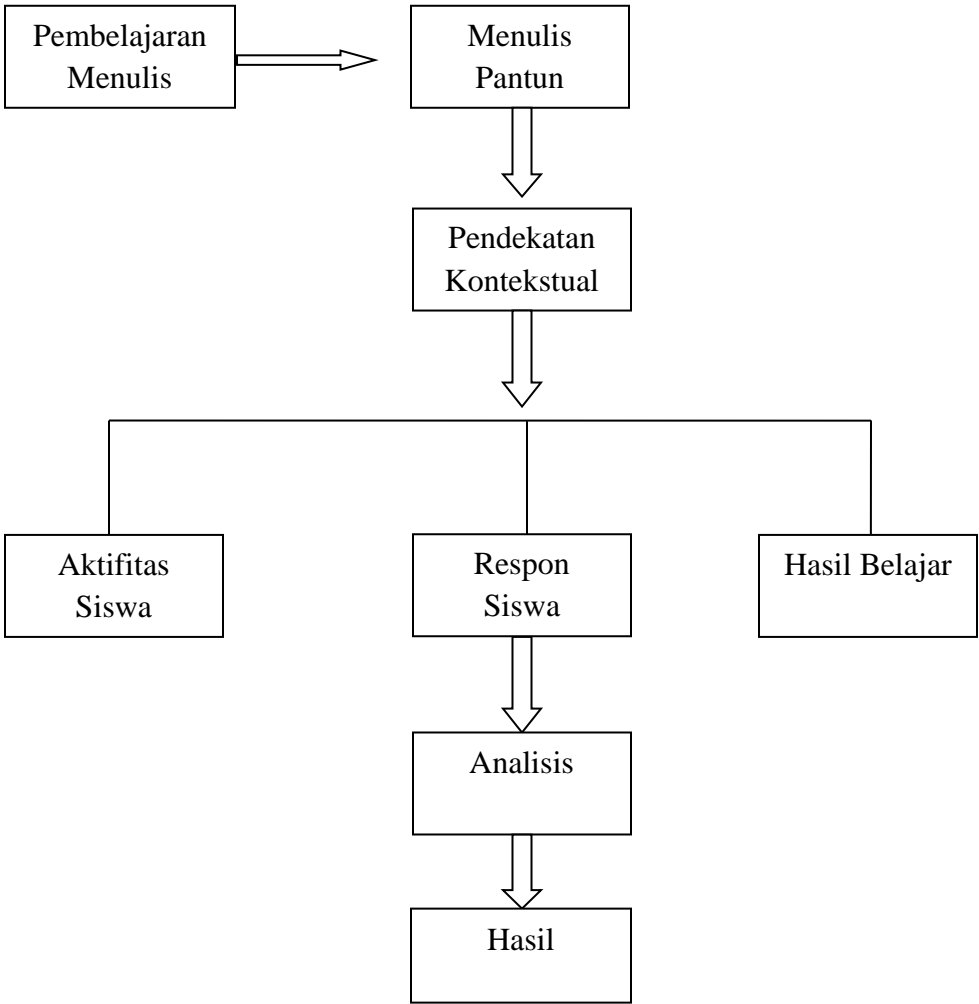 Pembelajaran
Menulis
Menulis
Pantun
Pendekatan
Kontekstual
Aktifitas
Siswa
Respon
Siswa
Hasil Belajar
Analisis
Hasil